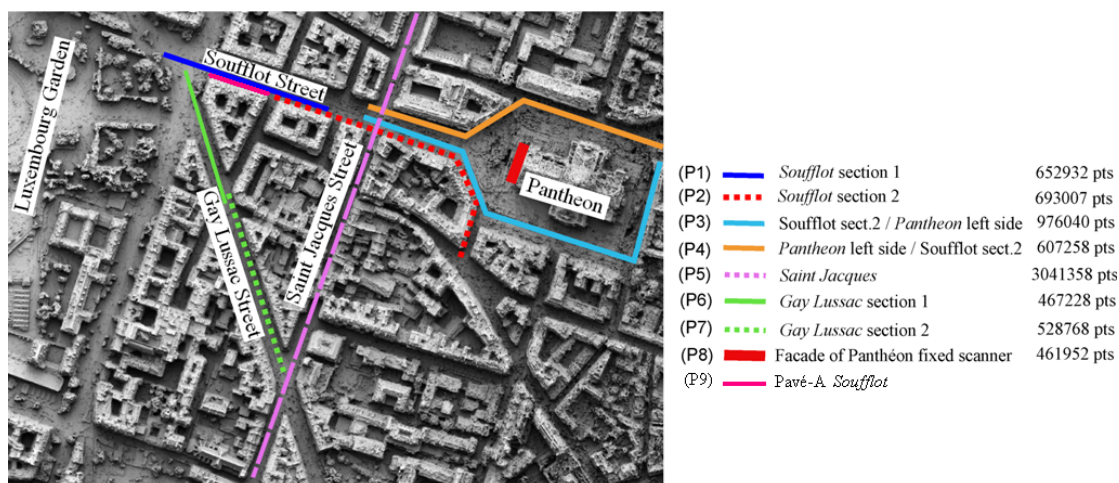 Luxembourg Garden
Soufflot Street
Gay Lussac Street
Saint Jacques Street
Pantheon
(P1) Soufflot section 1 652932 pts
(P2) Soufflot section 2 693007 pts
(P3) Soufflot sect.2 / Pantheon left side 976040 pts
(P4) Pantheon left side / Soufflot sect.2 607258 pts
(P5) Saint Jacques 3041358 pts
(P6) Gay Lussac section 1 467228 pts
(P7) Gay Lussac section 2 528768 pts
(P8) Facade of Panthéon fixed scanner 461952 pts
(P9) Pavé-A Soufflot